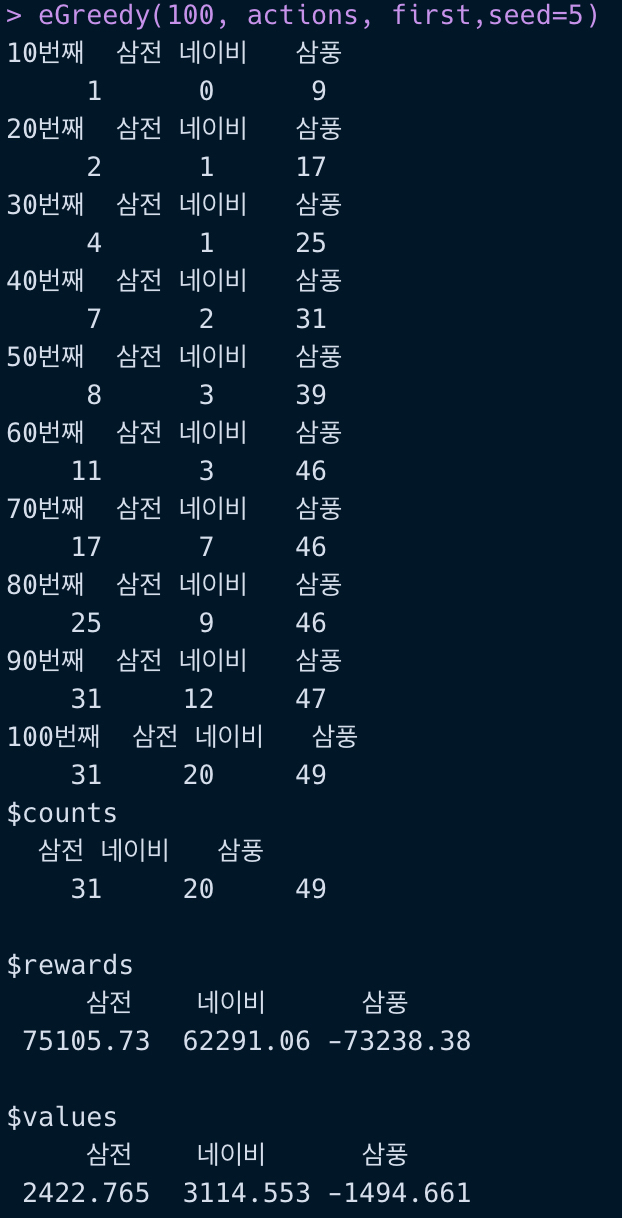 > eGreedy(100, actions, first,seed=5)
10번째  삼전 네이비   삼풍
     1      0      9
20번째  삼전 네이비   삼풍
     2      1     17
30번째  삼전 네이비   삼풍
     4      1     25
40번째  삼전 네이비   삼풍
     7      2     31
50번째  삼전 네이비   삼풍
     8      3     39
60번째  삼전 네이비   삼풍
    11      3     46
70번째  삼전 네이비   삼풍
    17      7     46
80번째  삼전 네이비   삼풍
    25      9     46
90번째  삼전 네이비   삼풍
    31     12     47
100번째  삼전 네이비   삼풍
    31     20     49
$counts
  삼전 네이비   삼풍
    31     20     49
$rewards
     삼전    네이비      삼풍
 75105.73  62291.06 -73238.38
$values
     삼전    네이비      삼풍
 2422.765  3114.553 -1494.661